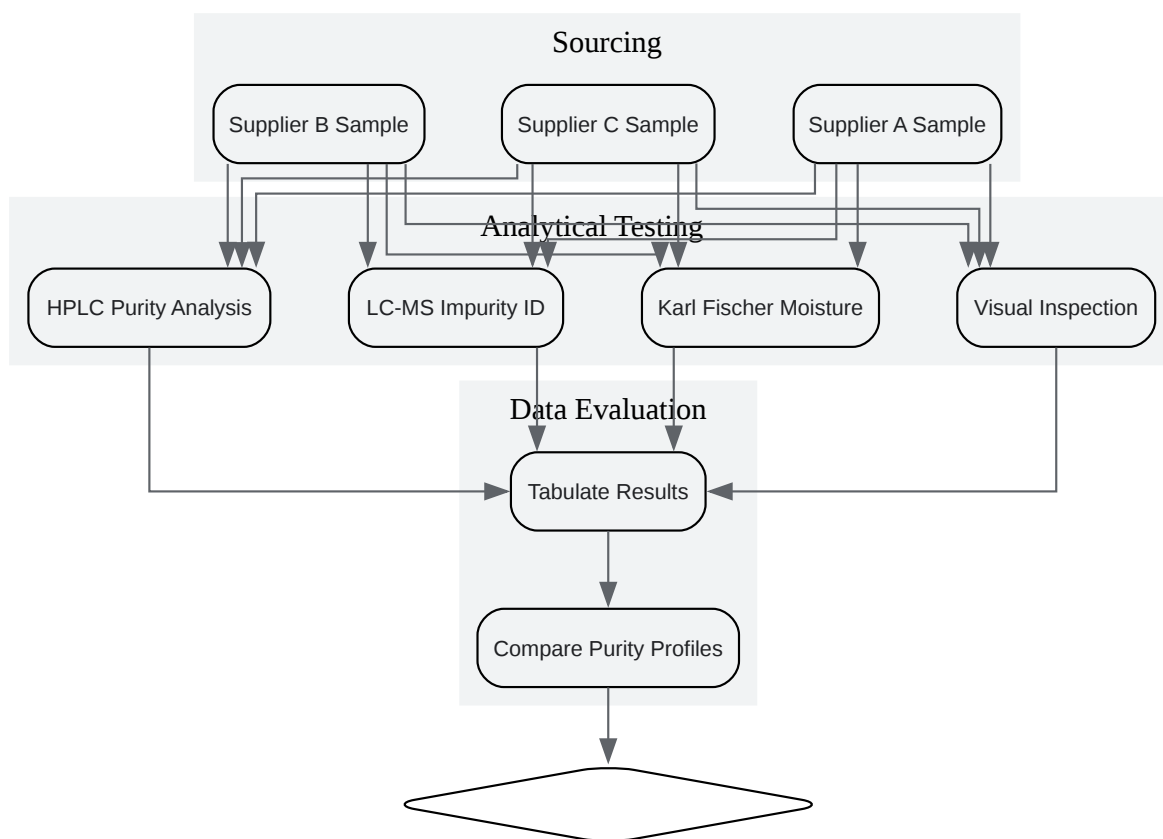 Sourcing
Supplier B Sample
Supplier C Sample
Supplier A Sample
Analytical Testing
HPLC Purity Analysis
LC-MS Impurity ID
Karl Fischer Moisture
Visual Inspection
Data Evaluation
Tabulate Results
Compare Purity Profiles